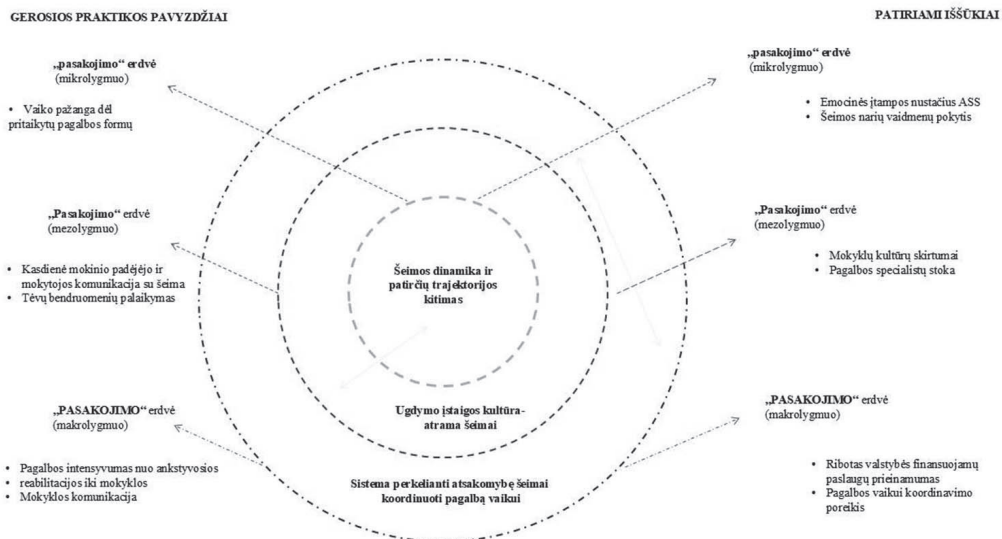 GEROSIOS PRAKTIKOS PAVYZDŽIAI
„pasakojimo“ erdvė
(mikrolygmuo)
• Vaiko pažanga dėl
pritaikytų pagalbos formų
„Pasakojimo“ erdvė
(mezolygmuo)
• Kasdienė mokinio padėjėjo ir
mokytojos komunikacija su šeima
• Tėvų bendruomenių palaikymas
„PASAKOJIMO“ erdvė
(makrolygmuo)
• Pagalbos intensyvumas nuo ankstyvosios
• reabilitacijos iki mokyklos
• Mokyklos komunikacija
Šeimos dinamika ir
patirčių trajektorijos
kitimas
Ugdymo įstaigos kultūra-
atrama šeimai
Sistema perkelianti atsakomybę šeimai
koordinuoti pagalbą vaikui
PATIRIAMI IŠŠŪKIAI
„pasakojimo“ erdvė
(mikrolygmuo)
• Emocinės įtampos nustačius ASS
• Šeimos narių vaidmenų pokytis
„Pasakojimo“ erdvė
(mezolygmuo)
• Mokyklų kultūrų skirtumai
• Pagalbos specialistų stoka
„PASAKOJIMO“ erdvė
(makrolygmuo)
• Ribotas valstybės finansuojamų
paslaugų prieinamumas
• Pagalbos vaikui koordinavimo
poreikis